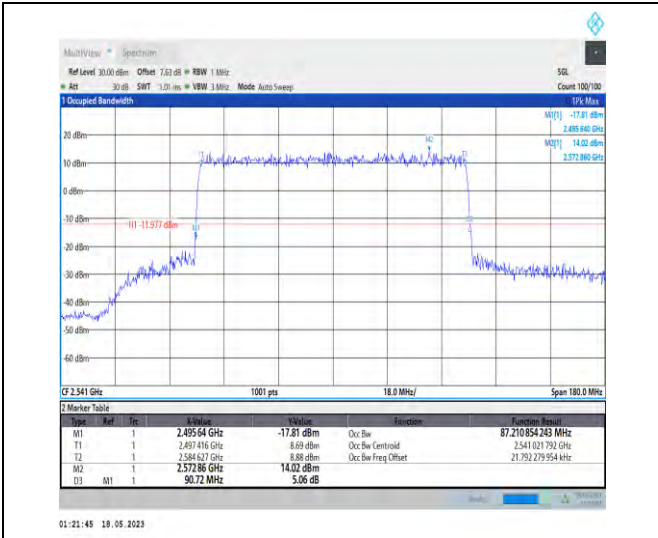 MultiView Spectrum
Ref Level 30.00 dBm Offset 7.63 dB RBW 1 MHz SGL
Att 30 dB SWT 1.01 ms VBW 3 MHz Mode Auto Sweep Count 100/100
1 Occupied Bandwidth 1Pk Max
M1[1] -17.81 dBm
2.495 640 GHz
M2[1] 14.02 dBm
2.572 860 GHz
20 dBm
M2
T1
T2
10 dBm
0 dBm
-10 dBm
H1 -11.977 dBm
M1
-20 dBm
-30 dBm
-40 dBm
-50 dBm
-60 dBm
CF 2.541 GHz 1001 pts 18.0 MHz/ Span 180.0 MHz
2 Marker Table
Type Ref Trc X-Value Y-Value Function Function Result
M1 1 2.495 64 GHz -17.81 dBm Occ Bw 87.210 854 243 MHz
T1 1 2.497 416 GHz 8.69 dBm Occ Bw Centroid 2.541 021 792 GHz
T2 1 2.584 627 GHz 8.88 dBm Occ Bw Freq Offset 21.792 279 954 kHz
M2 1 2.572 86 GHz 14.02 dBm
D3 M1 1 90.72 MHz 5.06 dB
01:21:45 18.05.2023